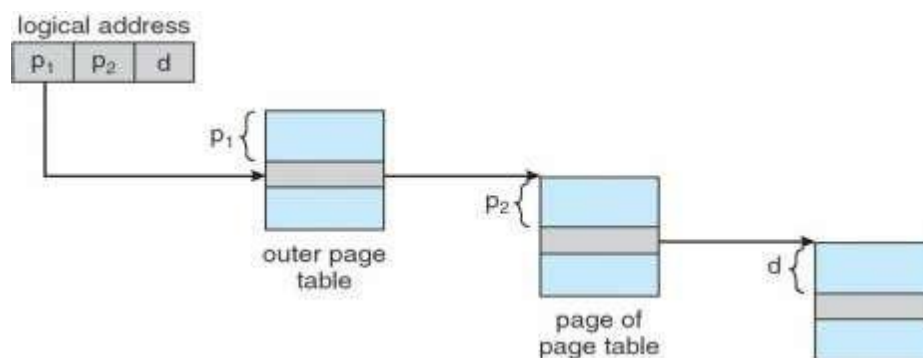 logical address
p₁ p₂ d
p₁
outer page
table
p₂
page of
page table
d